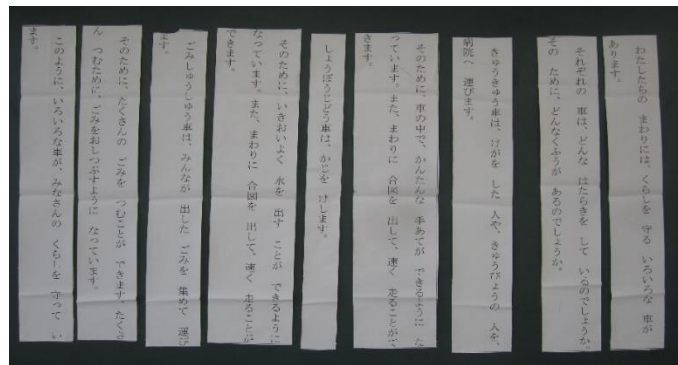 わたしたちの まわりには、くらしを 守る いろいろな 車が
あります。
それぞれの 車は、どんな はたらきを して いるのでしょうか。
その ために、どんなくふうが あるのでしょうか。
きゅうきゅう車は、けがを した 人や、きゅうびょうの 人を、
病院へ 運びます。
そのために、車の中で、かんたんな 手あてが できるように な
っています。また、まわりに 合図を 出して、速く 走ることがで
きます。
しょうぼうじどう車は、かじを けします。
そのために、いきおいよく 水を 出す ことが できるように
なっています。また、まわりに 合図を 出して、速く 走ることが
できます。
ごみしゅうしゅう車は、みんなが 出した ごみを 集めて 運び
ます。
そのために、たくさんの ごみを つむことが できます。たくさ
ん つむために、ごみをおしつぶすように なっています。
このように、いろいろな車が、みなさんの くらしを 守って い
ます。